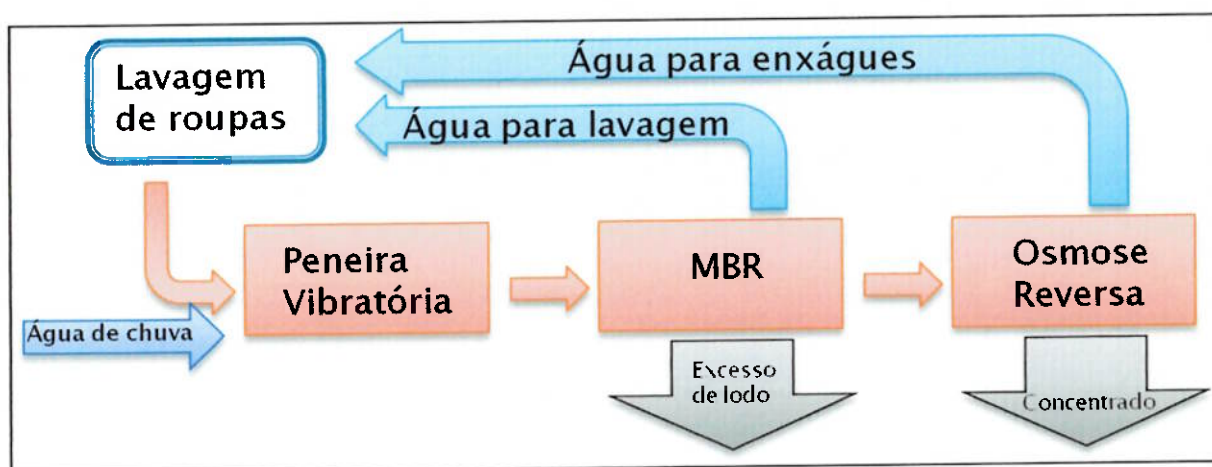 Lavagem
de roupas
Água para enxágues
Água para lavagem
Peneira
Vibratória
MBR
Osmose
Reversa
Água de chuva
Excesso
de lodo
Concentrado